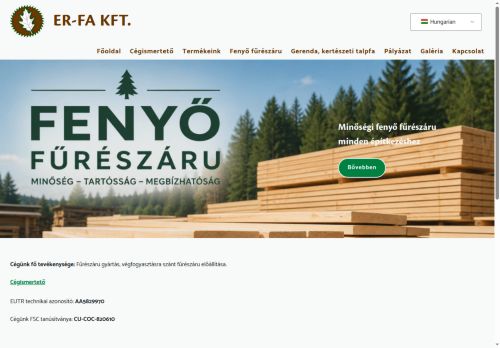 ER-FA KFT.
Hungarian
Főoldal Cégismertető Termékeink Fenyő fűrészáru Gerenda, kertészeti talpfa Pályázat Galéria Kapcsolat
FENYŐ
FŰRÉSZÁRU
MINŐSÉG – TARTÓSSÁG – MEGBÍZHATÓSÁG
Minőségi fenyő fűrészáru
minden építkezéshez
Bővebben
Cégünk fő tevékenysége: Fűrészáru gyártás, végfogyasztásra szánt fűrészáru előállítása.
Cégismertető
EUTR technikai azonosító: AA5829970
Cégünk FSC tanúsítványa: CU-COC-820610